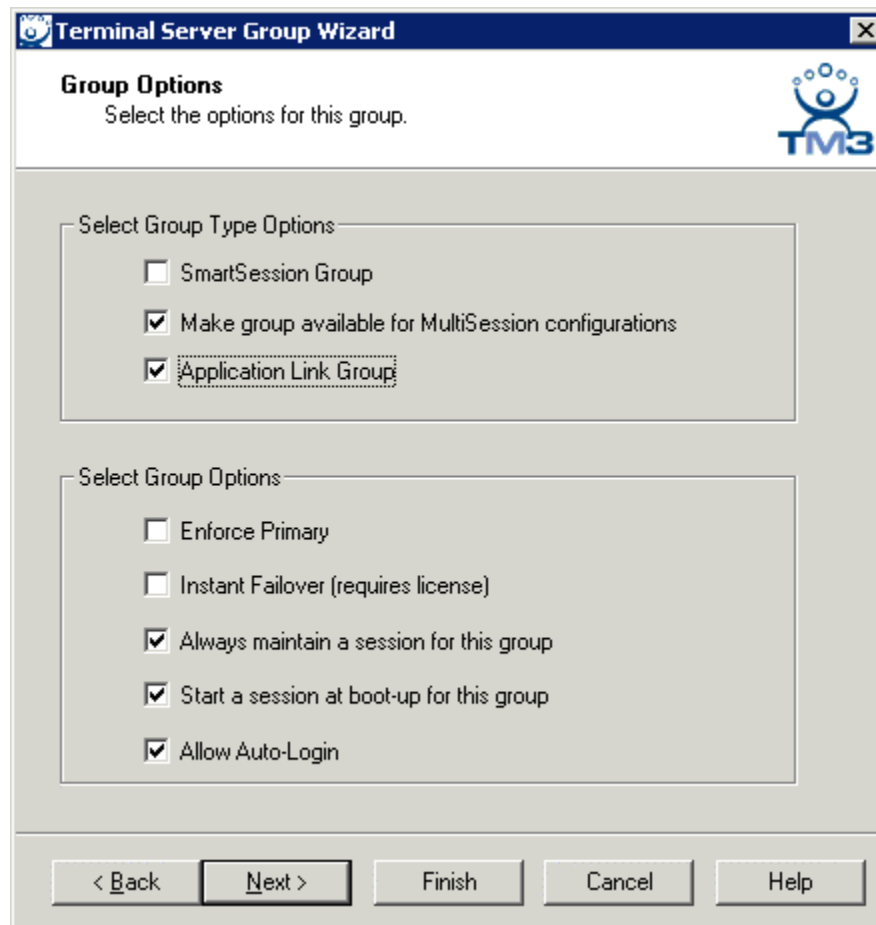 Terminal Server Group Wizard
Group Options
Select the options for this group.
TM3
Select Group Type Options
SmartSession Group
Make group available for MultiSession configurations
Application Link Group
Select Group Options
Enforce Primary
Instant Failover (requires license)
Always maintain a session for this group
Start a session at boot-up for this group
Allow Auto-Login
< Back Next > Finish Cancel Help